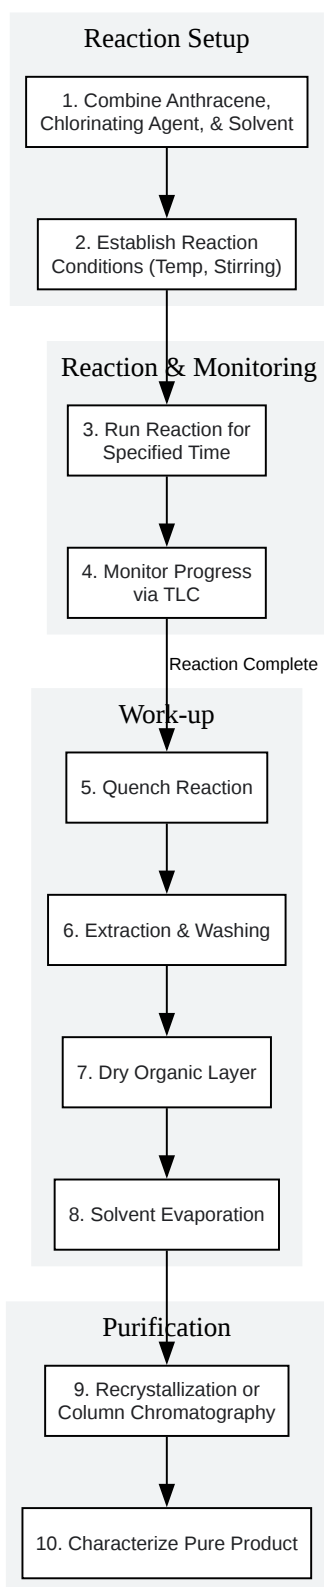 Reaction Setup
1. Combine Anthracene,
Chlorinating Agent, & Solvent
2. Establish Reaction
Conditions (Temp, Stirring)
Reaction & Monitoring
3. Run Reaction for
Specified Time
4. Monitor Progress
via TLC
Reaction Complete
Work-up
5. Quench Reaction
6. Extraction & Washing
7. Dry Organic Layer
8. Solvent Evaporation
Purification
9. Recrystallization or
Column Chromatography
10. Characterize Pure Product